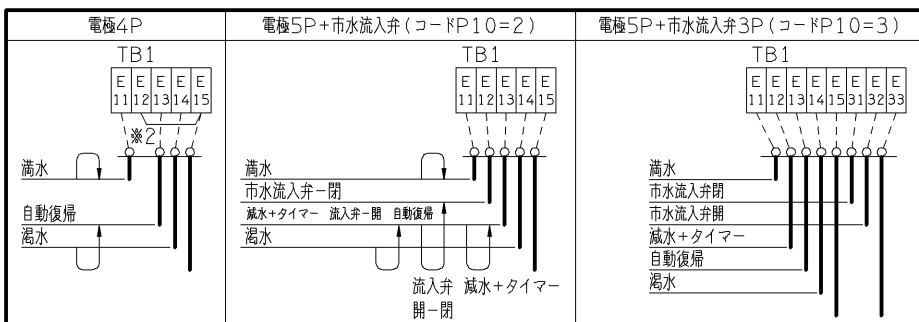 電極4P
電極5P+市水流入弁(コードP10=2)
電極5P+市水流入弁3P(コードP10=3)
TB1
E11 E12 E13 E14 E15
※2
満水
自動復帰
渇水
TB1
E11 E12 E13 E14 E15
満水
市水流入弁−閉
減水+タイマー 流入弁−開 自動復帰
渇水
流入弁 減水+タイマー
開−閉
TB1
E11 E12 E13 E14 E15 E31 E32 E33
満水
市水流入弁閉
市水流入弁開
減水+タイマー
自動復帰
渇水